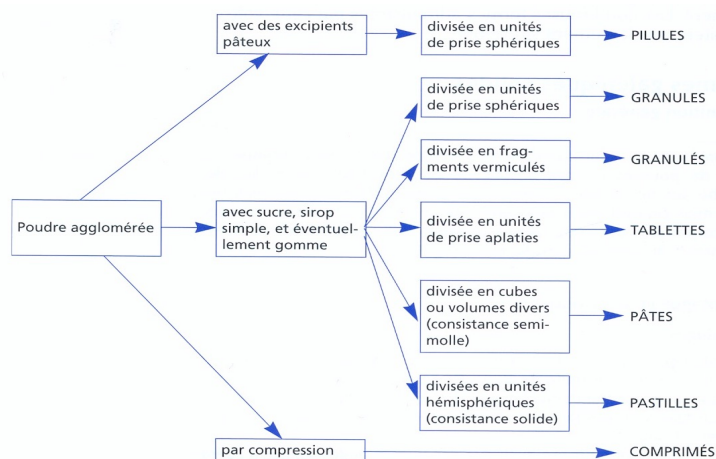 avec des excipients
pâteux
divisée en unités
de prise sphériques
PILULES
divisée en unités
de prise sphériques
GRANULES
divisée en frag-
ments vermiculés
GRANULÉS
Poudre agglomérée
avec sucre, sirop
simple, et éventuel-
lement gomme
divisée en unités
de prise aplaties
TABLETTES
divisée en cubes
ou volumes divers
(consistance semi-
molle)
PÂTES
divisées en unités
hémisphériques
(consistance solide)
PASTILLES
par compression
COMPRIMÉS